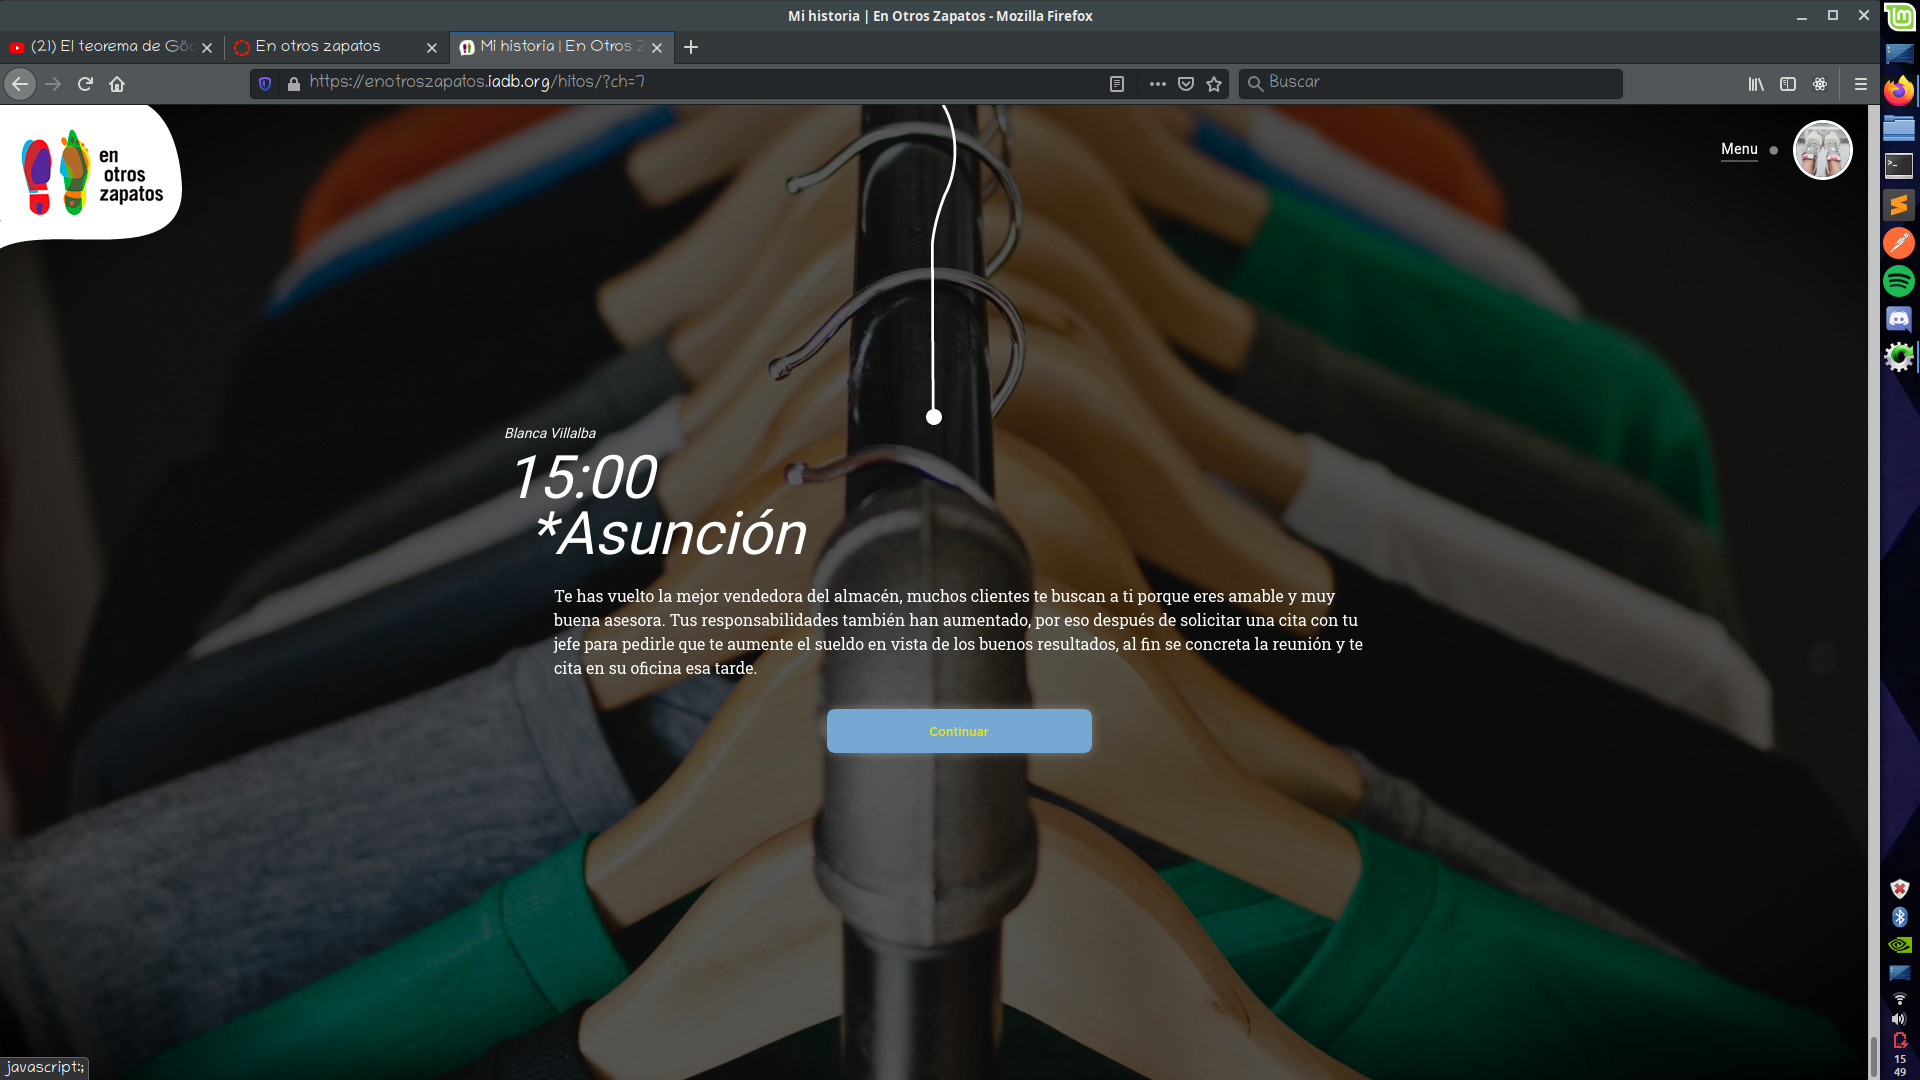 Mi historia | En Otros Zapatos - Mozilla Firefox
(21) El teorema de Göd
En otros zapatos
Mi historia | En Otros Z
https://enotroszapatos.iadb.org/hitos/?ch=7
Buscar
en
otros
zapatos
Menu
Blanca Villalba
15:00
*Asunción
Te has vuelto la mejor vendedora del almacén, muchos clientes te buscan a ti porque eres amable y muy
buena asesora. Tus responsabilidades también han aumentado, por eso después de solicitar una cita con tu
jefe para pedirle que te aumente el sueldo en vista de los buenos resultados, al fin se concreta la reunión y te
cita en su oficina esa tarde.
Continuar
javascript:;
15
49